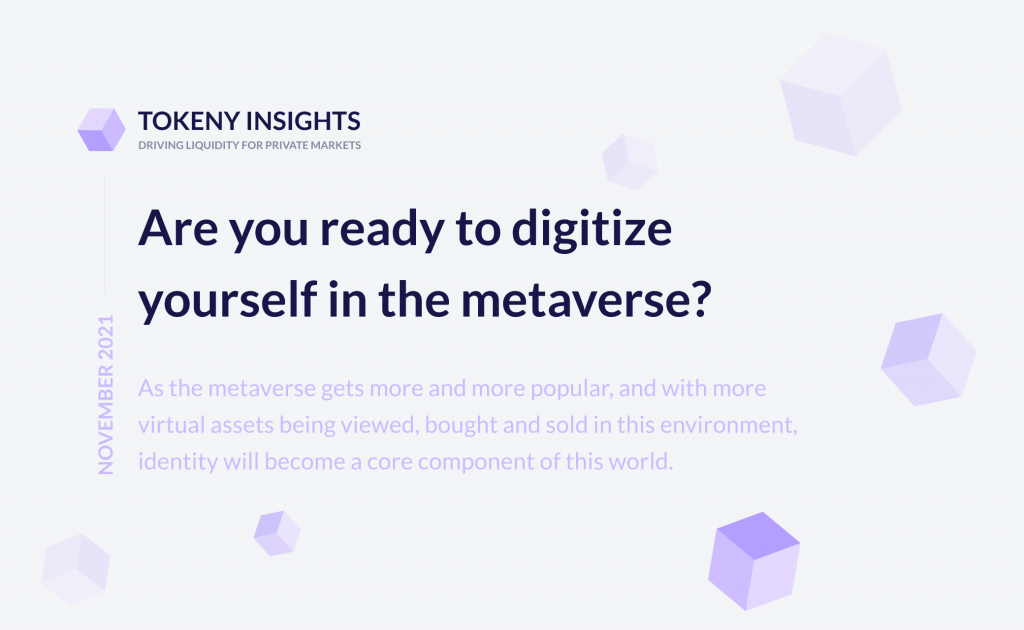 TOKENY INSIGHTS
DRIVING LIQUIDITY FOR PRIVATE MARKETS
Are you ready to digitize
yourself in the metaverse?
NOVEMBER 2021
As the metaverse gets more and more popular, and with more
virtual assets being viewed, bought and sold in this environment,
identity will become a core component of this world.